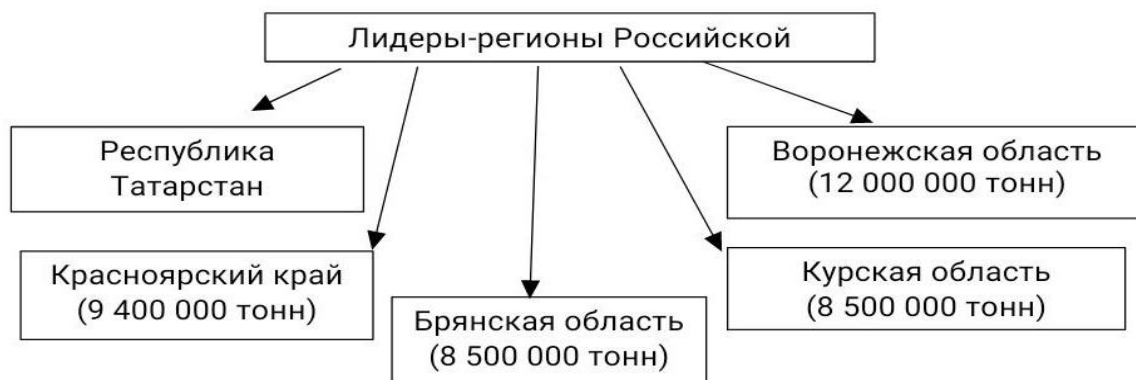 Лидеры-регионы Российской
Республика
Татарстан
Воронежская область
(12 000 000 тонн)
Красноярский край
(9 400 000 тонн)
Курская область
(8 500 000 тонн)
Брянская область
(8 500 000 тонн)